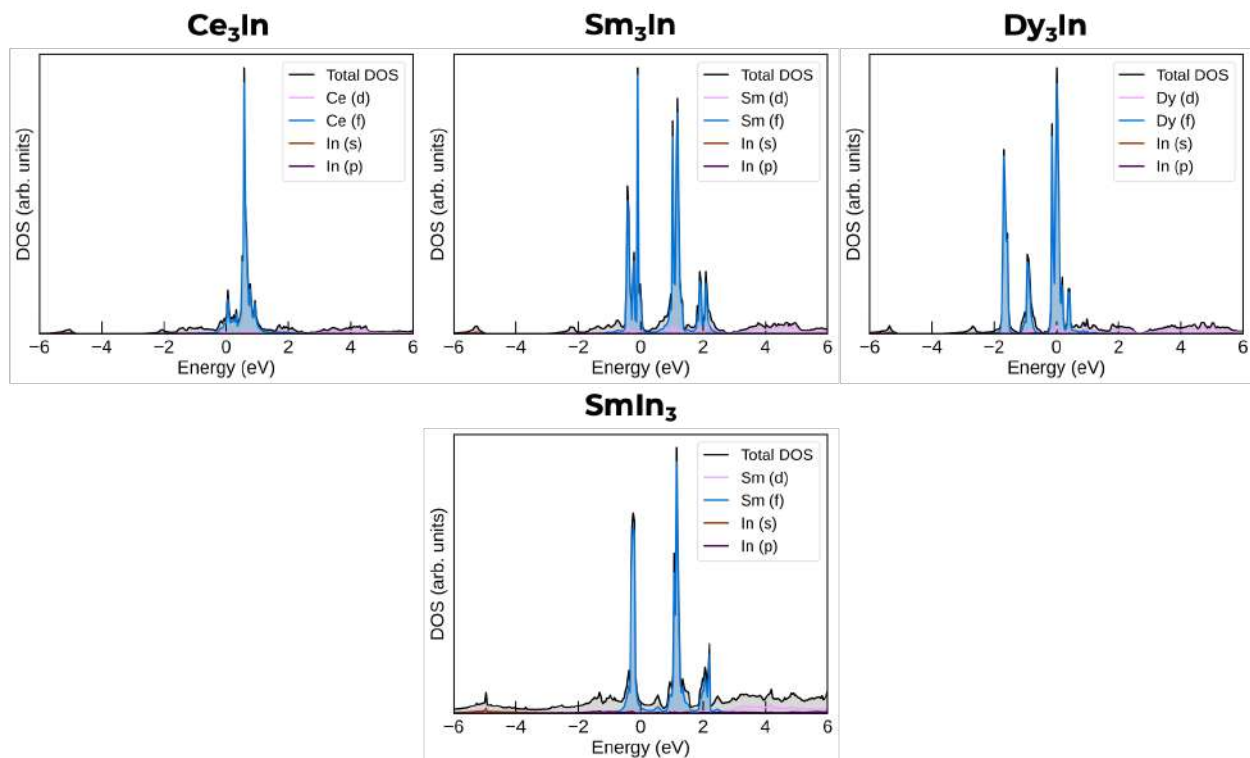 Ce₃In
Sm₃In
Dy₃In
DOS (arb. units)
Total DOS
Ce (d)
Ce (f)
In (s)
In (p)
−6 −4 −2 0 2 4 6
Energy (eV)
DOS (arb. units)
Total DOS
Sm (d)
Sm (f)
In (s)
In (p)
−6 −4 −2 0 2 4 6
Energy (eV)
DOS (arb. units)
Total DOS
Dy (d)
Dy (f)
In (s)
In (p)
−6 −4 −2 0 2 4 6
Energy (eV)
SmIn₃
DOS (arb. units)
Total DOS
Sm (d)
Sm (f)
In (s)
In (p)
−6 −4 −2 0 2 4 6
Energy (eV)